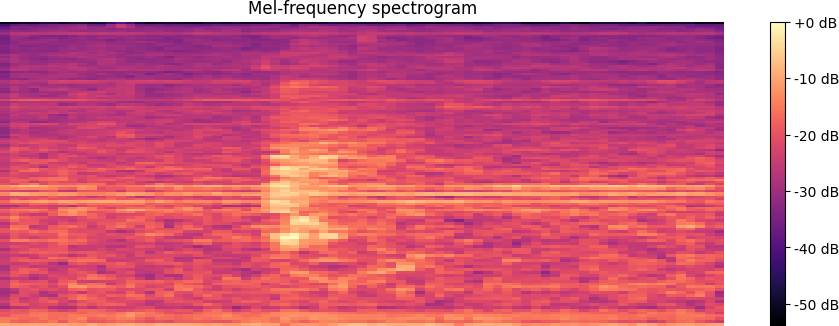 Mel-frequency spectrogram
+0 dB
-10 dB
-20 dB
-30 dB
-40 dB
-50 dB